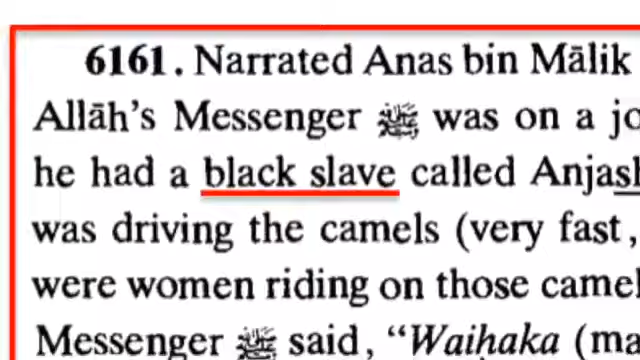 6161. Narrated Anas bin Mālik
Allāh's Messenger ﷺ was on a jo
he had a black slave called Anjash
was driving the camels (very fast,
were women riding on those camel
Messenger ﷺ said, "Waiḥaka (ma